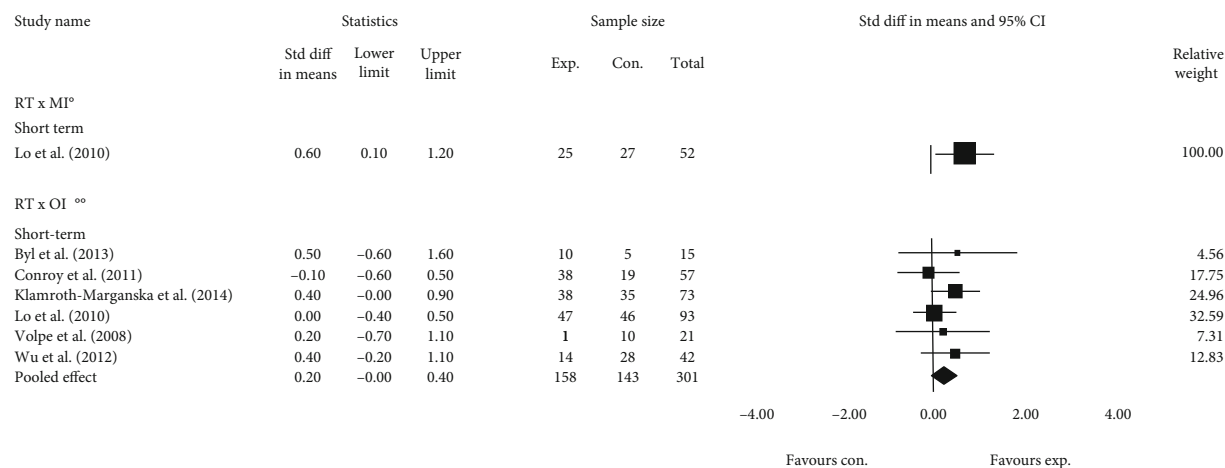 Study name Statistics Sample size Std diff in means and 95% CI
Std diff in means Lower limit Upper limit Exp. Con. Total Relative weight
RT x MI°
Short term
Lo et al. (2010) 0.60 0.10 1.20 25 27 52 100.00
RT x OI °°
Short-term
Byl et al. (2013) 0.50 –0.60 1.60 10 5 15 4.56
Conroy et al. (2011) –0.10 –0.60 0.50 38 19 57 17.75
Klamroth-Marganska et al. (2014) 0.40 –0.00 0.90 38 35 73 24.96
Lo et al. (2010) 0.00 –0.40 0.50 47 46 93 32.59
Volpe et al. (2008) 0.20 –0.70 1.10 1 10 21 7.31
Wu et al. (2012) 0.40 –0.20 1.10 14 28 42 12.83
Pooled effect 0.20 –0.00 0.40 158 143 301
–4.00 –2.00 0.00 2.00 4.00
Favours con. Favours exp.